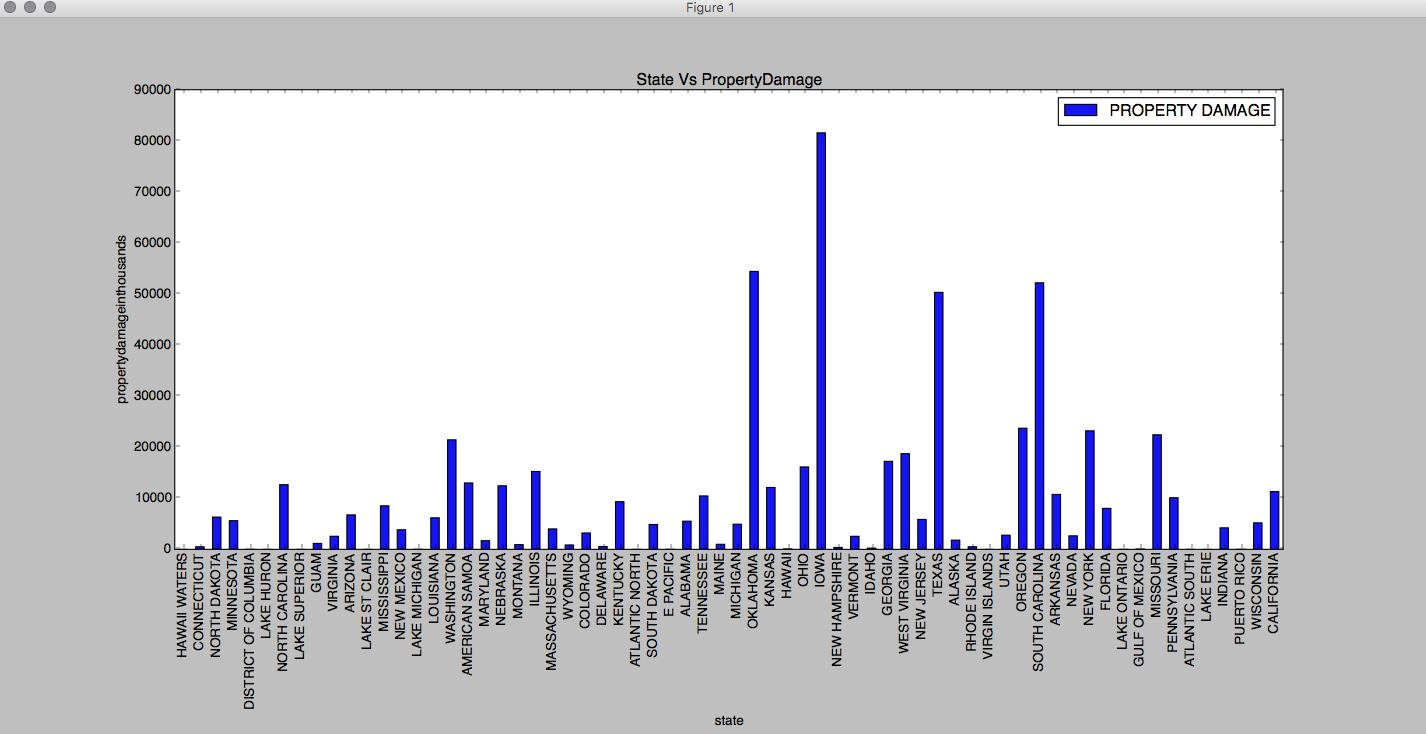 Figure 1
State Vs PropertyDamage
PROPERTY DAMAGE
propertydamageinthousands
90000
80000
70000
60000
50000
40000
30000
20000
10000
0
HAWAII WATERS
CONNECTICUT
NORTH DAKOTA
MINNESOTA
DISTRICT OF COLUMBIA
LAKE HURON
NORTH CAROLINA
LAKE SUPERIOR
GUAM
VIRGINIA
ARIZONA
LAKE ST CLAIR
MISSISSIPPI
NEW MEXICO
LAKE MICHIGAN
LOUISIANA
WASHINGTON
AMERICAN SAMOA
MARYLAND
NEBRASKA
MONTANA
ILLINOIS
MASSACHUSETTS
WYOMING
COLORADO
DELAWARE
KENTUCKY
ATLANTIC NORTH
SOUTH DAKOTA
E PACIFIC
ALABAMA
TENNESSEE
MAINE
MICHIGAN
OKLAHOMA
KANSAS
HAWAII
OHIO
IOWA
NEW HAMPSHIRE
VERMONT
IDAHO
GEORGIA
WEST VIRGINIA
NEW JERSEY
TEXAS
ALASKA
RHODE ISLAND
VIRGIN ISLANDS
UTAH
OREGON
SOUTH CAROLINA
ARKANSAS
NEVADA
NEW YORK
FLORIDA
LAKE ONTARIO
GULF OF MEXICO
MISSOURI
PENNSYLVANIA
ATLANTIC SOUTH
LAKE ERIE
INDIANA
PUERTO RICO
WISCONSIN
CALIFORNIA
state